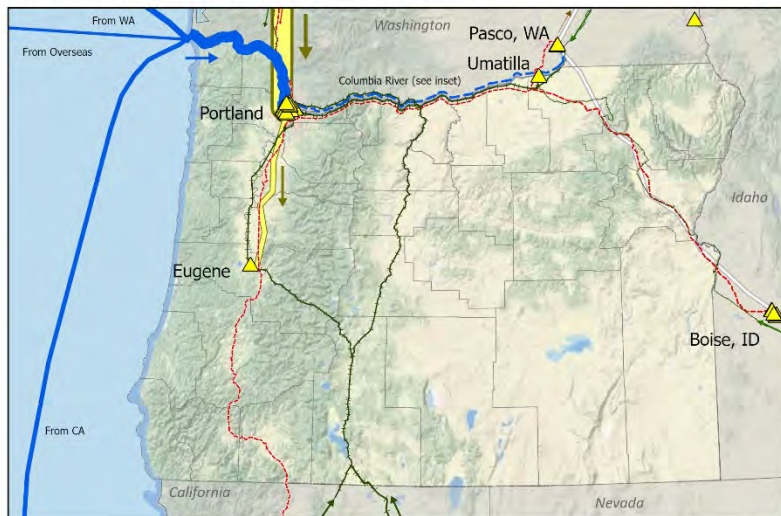 From WA
Washington
Pasco, WA
From Overseas
Umatilla
Columbia River (see inset)
Portland
Idaho
Eugene
Boise, ID
From CA
California
Nevada